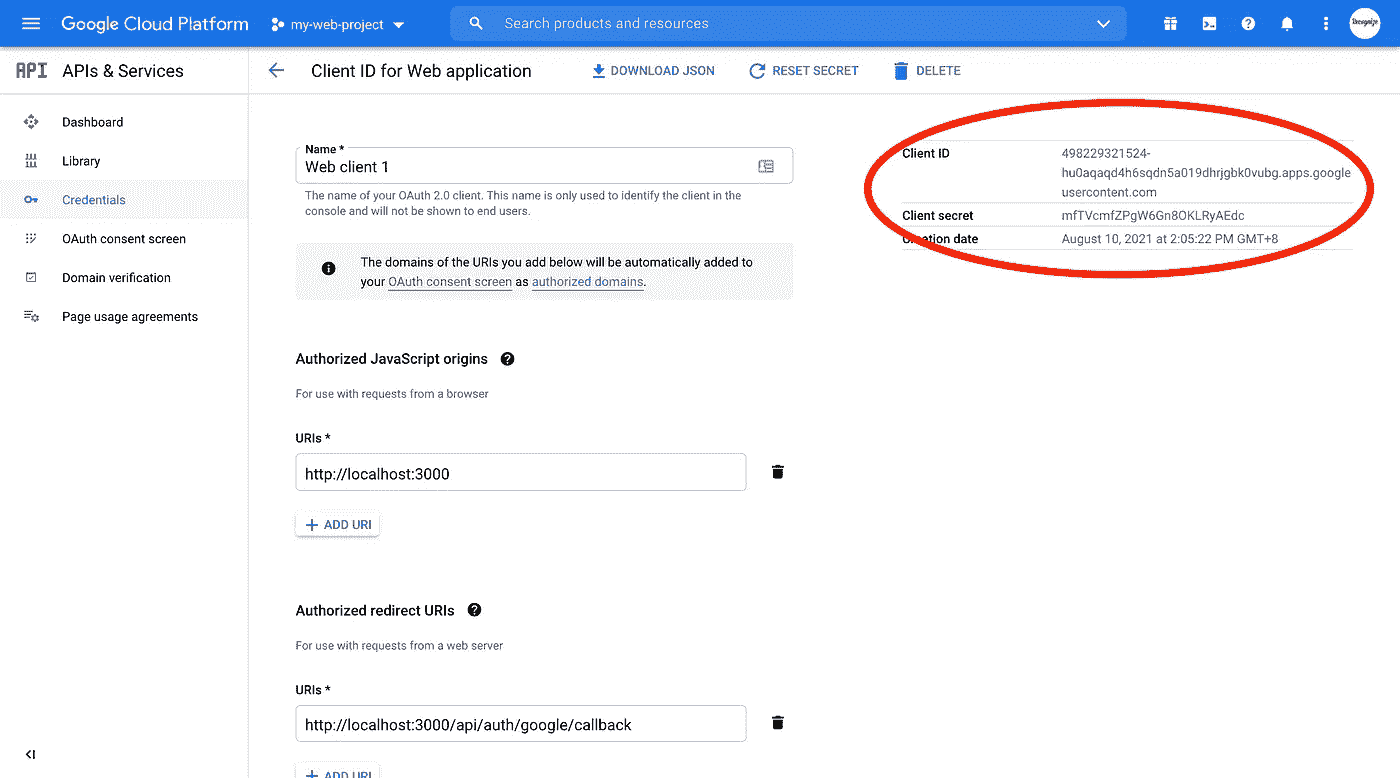 Google Cloud Platform
my-web-project
Search products and resources
Recognize
API
APIs & Services
Client ID for Web application
DOWNLOAD JSON
RESET SECRET
DELETE
Dashboard
Library
Credentials
OAuth consent screen
Domain verification
Page usage agreements
Name *
Web client 1
The name of your OAuth 2.0 client. This name is only used to identify the client in the
console and will not be shown to end users.
The domains of the URIs you add below will be automatically added to
your OAuth consent screen as authorized domains.
Authorized JavaScript origins
For use with requests from a browser
URIs *
http://localhost:3000
ADD URI
Authorized redirect URIs
For use with requests from a web server
URIs *
http://localhost:3000/api/auth/google/callback
ADD URI
Client ID
498229321524-
hu0aqaqd4h6sqdn5a019dhrjgbk0vubg.apps.google
usercontent.com
Client secret
mfTVcmfZPgW6Gn8OKLRyAEdc
Creation date
August 10, 2021 at 2:05:22 PM GMT+8